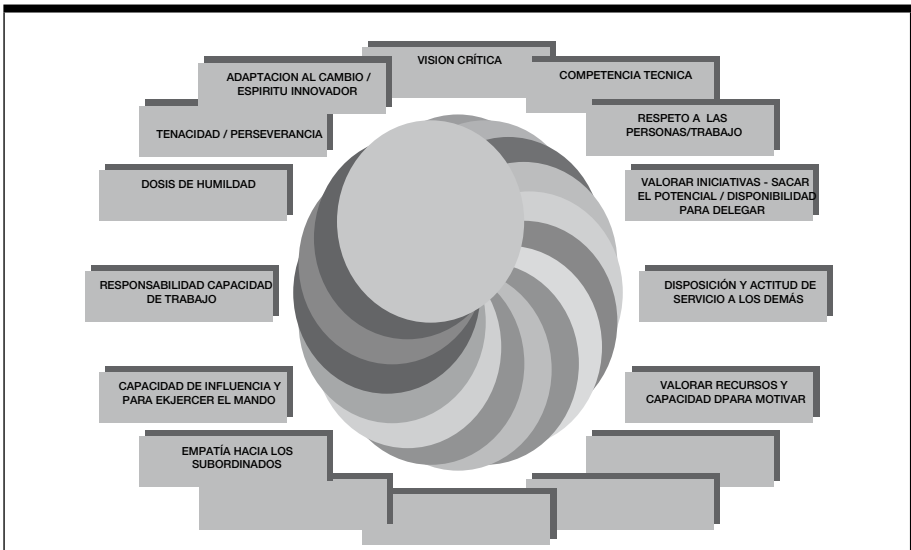 VISION CRÍTICA
COMPETENCIA TECNICA
RESPETO A LAS
PERSONAS/TRABAJO
VALORAR INICIATIVAS - SACAR
EL POTENCIAL / DISPONIBILIDAD
PARA DELEGAR
DISPOSICIÓN Y ACTITUD DE
SERVICIO A LOS DEMÁS
VALORAR RECURSOS Y
CAPACIDAD DPARA MOTIVAR
EMPATÍA HACIA LOS
SUBORDINADOS
CAPACIDAD DE INFLUENCIA Y
PARA EKJERCER EL MANDO
RESPONSABILIDAD CAPACIDAD
DE TRABAJO
DOSIS DE HUMILDAD
TENACIDAD / PERSEVERANCIA
ADAPTACION AL CAMBIO /
ESPIRITU INNOVADOR